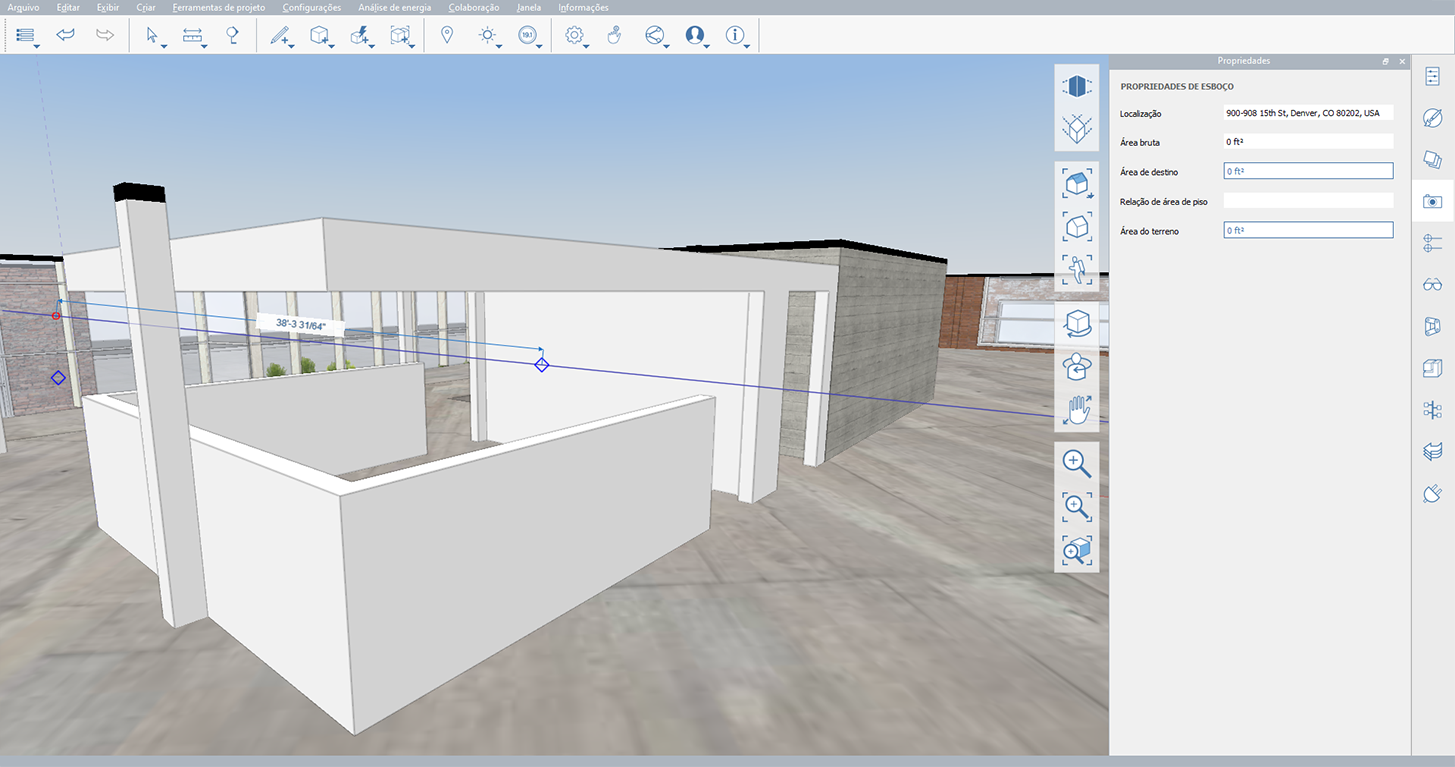 Arquivo Editar Exibir Criar Ferramentas de projeto Configurações Análise de energia Colaboração Janela Informações
19.1
Propriedades
PROPRIEDADES DE ESBOÇO
Localização 900-908 15th St, Denver, CO 80202, USA
Área bruta 0 ft²
Área de destino 0 ft²
Relação de área de piso
Área do terreno 0 ft²
38'-3 31/64"